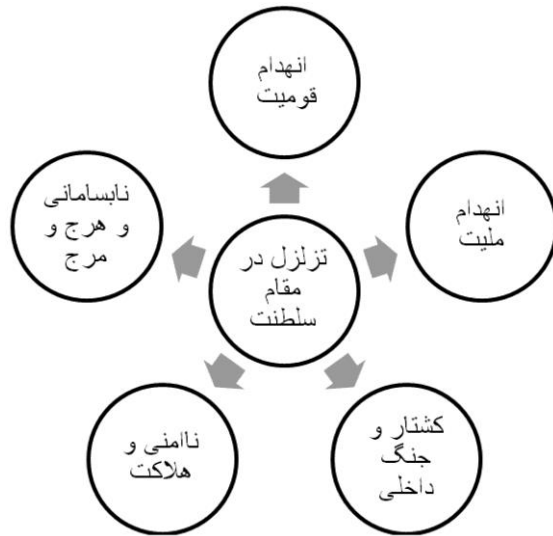 انهدام
قومیت
انهدام
ملیت
کشتار و
جنگ
داخلی
ناامنی و
هلاکت
نابسامانی
و هرج و
مرج
تزلزل در
مقام
سلطنت